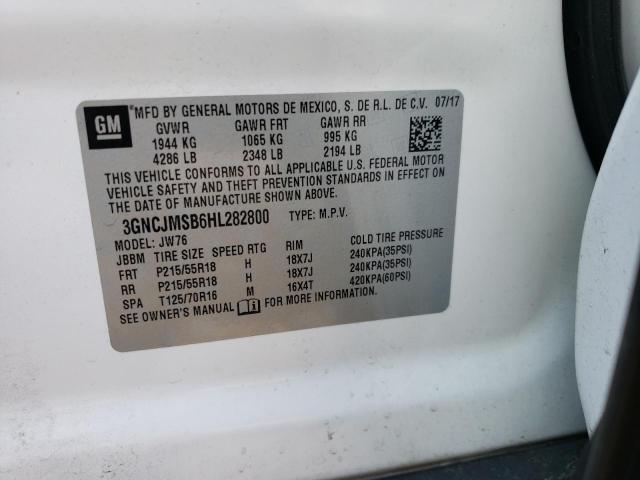 GM
MFD BY GENERAL MOTORS DE MEXICO, S. DE R.L. DE C.V. 07/17
GVWR GAWR FRT GAWR RR
1944 KG 1065 KG 995 KG
4286 LB 2348 LB 2194 LB
THIS VEHICLE CONFORMS TO ALL APPLICABLE U.S. FEDERAL MOTOR
VEHICLE SAFETY AND THEFT PREVENTION STANDARDS IN EFFECT ON
THE DATE OF MANUFACTURE SHOWN ABOVE.
3GNCJMSB6HL282800 TYPE: M.P.V.
MODEL: JW76
JBBM TIRE SIZE SPEED RTG RIM COLD TIRE PRESSURE
FRT P215/55R18 H 18X7J 240KPA(35PSI)
RR P215/55R18 H 18X7J 240KPA(35PSI)
SPA T125/70R16 M 16X4T 420KPA(60PSI)
SEE OWNER'S MANUAL FOR MORE INFORMATION.